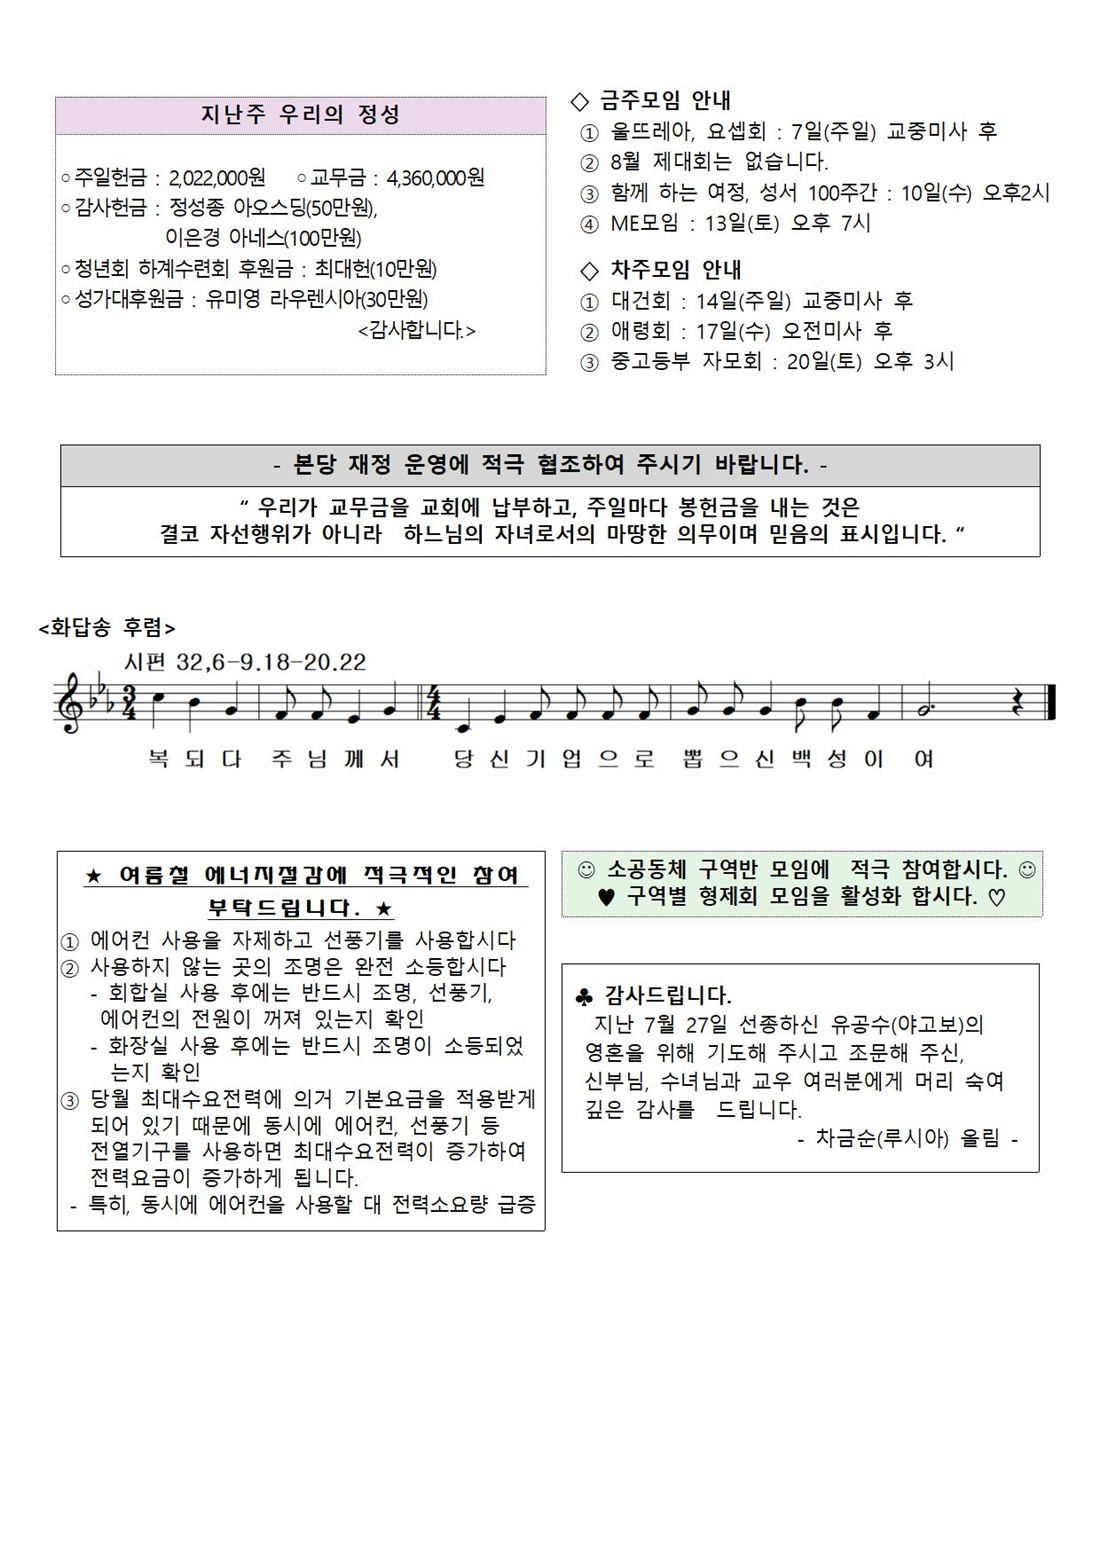 지난주 우리의 정성
○ 주일헌금 : 2,022,000원 ○ 교무금 : 4,360,000원
○ 감사헌금 : 정성종 아오스딩(50만원),
이은경 아네스(100만원)
○ 청년회 하계수련회 후원금 : 최대헌(10만원)
○ 성가대후원금 : 유미영 라우렌시아(30만원)
<감사합니다.>
◇ 금주모임 안내
① 울뜨레아, 요셉회 : 7일(주일) 교중미사 후
② 8월 제대회는 없습니다.
③ 함께 하는 여정, 성서 100주간 : 10일(수) 오후2시
④ ME모임 : 13일(토) 오후 7시
◇ 차주모임 안내
① 대건회 : 14일(주일) 교중미사 후
② 애령회 : 17일(수) 오전미사 후
③ 중고등부 자모회 : 20일(토) 오후 3시
- 본당 재정 운영에 적극 협조하여 주시기 바랍니다. -
“ 우리가 교무금을 교회에 납부하고, 주일마다 봉헌금을 내는 것은
결코 자선행위가 아니라 하느님의 자녀로서의 마땅한 의무이며 믿음의 표시입니다. “
<화답송 후렴>
시편 32,6-9.18-20.22
3 4 4 4
복 되 다 주 님 께 서 당 신 기 업 으 로 뽑 으 신 백 성 이 여
★ 여름철 에너지절감에 적극적인 참여
부탁드립니다. ★
① 에어컨 사용을 자제하고 선풍기를 사용합시다
② 사용하지 않는 곳의 조명은 완전 소등합시다
- 회합실 사용 후에는 반드시 조명, 선풍기,
에어컨의 전원이 꺼져 있는지 확인
- 화장실 사용 후에는 반드시 조명이 소등되었
는지 확인
③ 당월 최대수요전력에 의거 기본요금을 적용받게
되어 있기 때문에 동시에 에어컨, 선풍기 등
전열기구를 사용하면 최대수요전력이 증가하여
전력요금이 증가하게 됩니다.
- 특히, 동시에 에어컨을 사용할 대 전력소요량 급증
☺ 소공동체 구역반 모임에 적극 참여합시다. ☺
♥ 구역별 형제회 모임을 활성화 합시다. ♡
♣ 감사드립니다.
지난 7월 27일 선종하신 유공수(야고보)의
영혼을 위해 기도해 주시고 조문해 주신,
신부님, 수녀님과 교우 여러분에게 머리 숙여
깊은 감사를 드립니다.
- 차금순(루시아) 올림 -